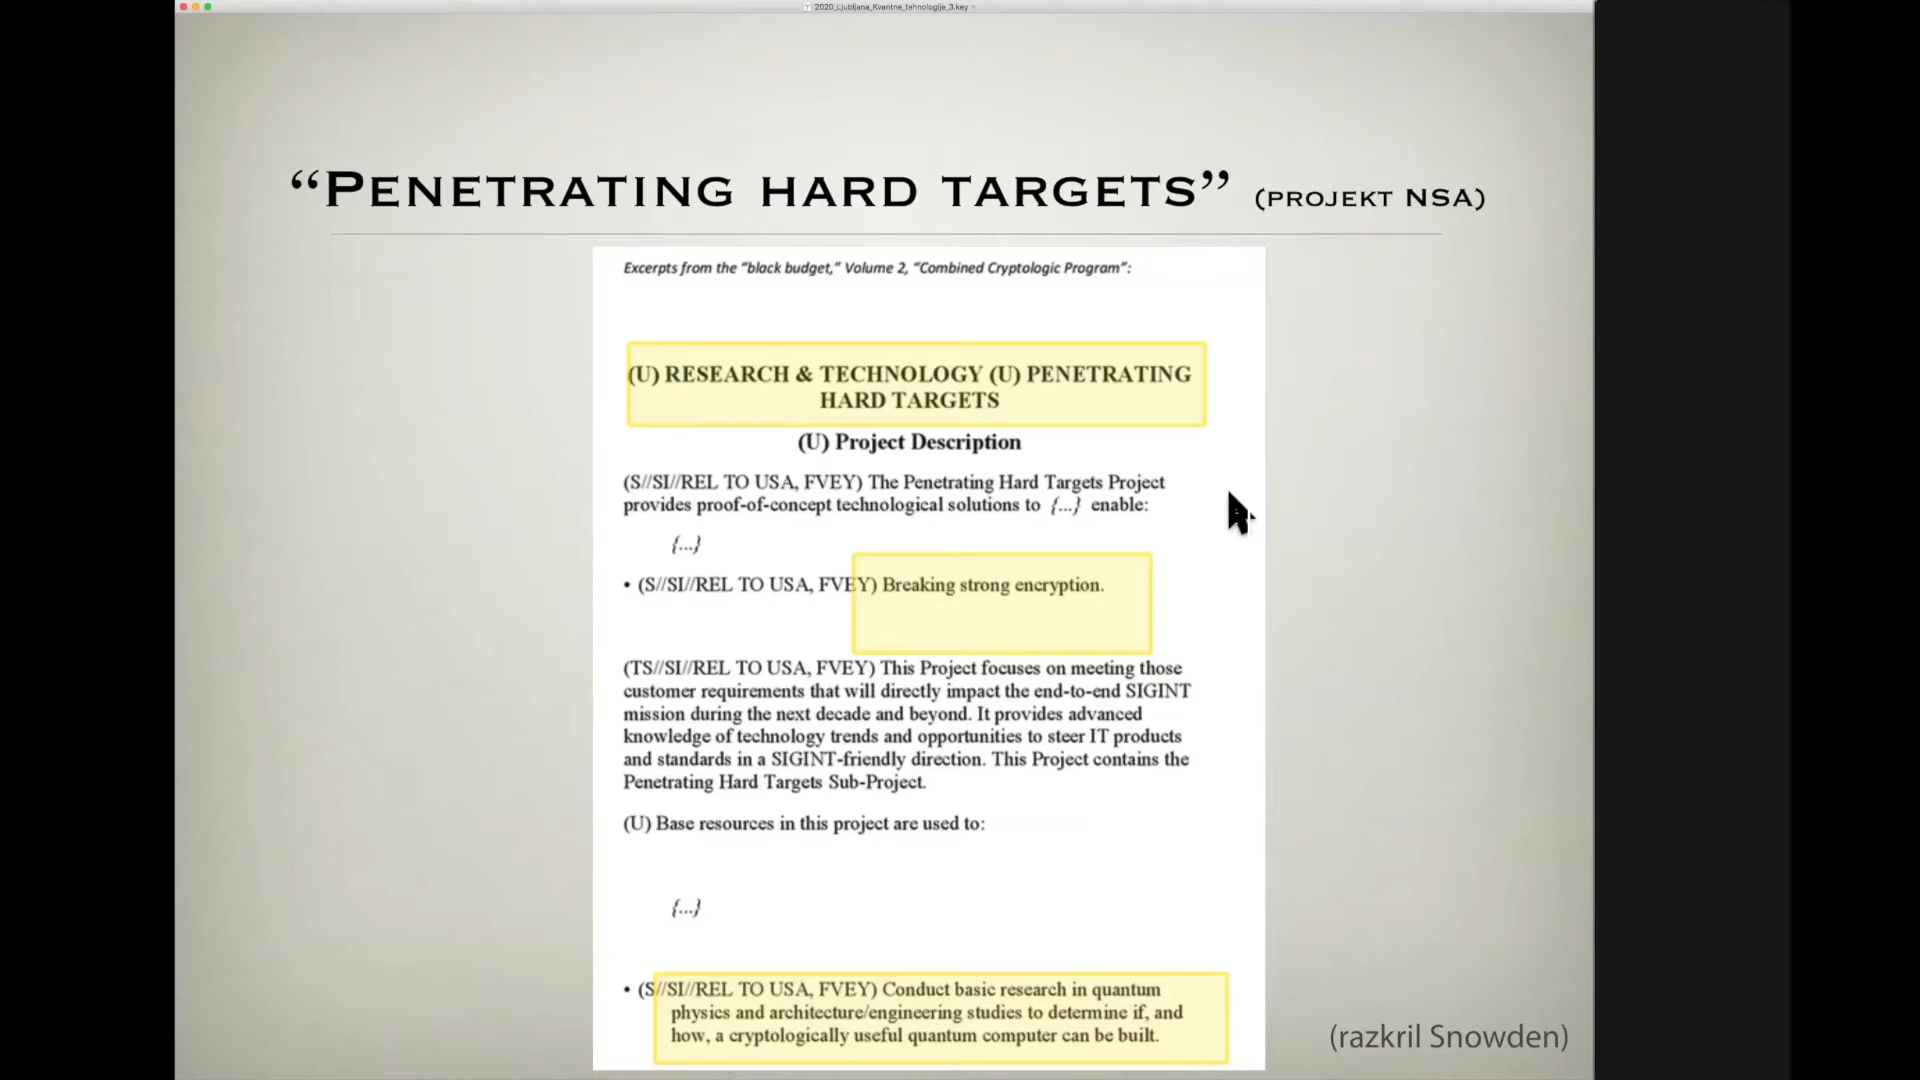 2020_Ljubljana_Kvantne_tehnologije_3.key
“PENETRATING HARD TARGETS” (PROJEKT NSA)
Excerpts from the “black budget,” Volume 2, “Combined Cryptologic Program”:
(U) RESEARCH & TECHNOLOGY (U) PENETRATING
HARD TARGETS
(U) Project Description
(S//SI//REL TO USA, FVEY) The Penetrating Hard Targets Project
provides proof-of-concept technological solutions to {...} enable:
{...}
• (S//SI//REL TO USA, FVEY) Breaking strong encryption.
(TS//SI//REL TO USA, FVEY) This Project focuses on meeting those
customer requirements that will directly impact the end-to-end SIGINT
mission during the next decade and beyond. It provides advanced
knowledge of technology trends and opportunities to steer IT products
and standards in a SIGINT-friendly direction. This Project contains the
Penetrating Hard Targets Sub-Project.
(U) Base resources in this project are used to:
{...}
• (S//SI//REL TO USA, FVEY) Conduct basic research in quantum
physics and architecture/engineering studies to determine if, and
how, a cryptologically useful quantum computer can be built.
(razkril Snowden)